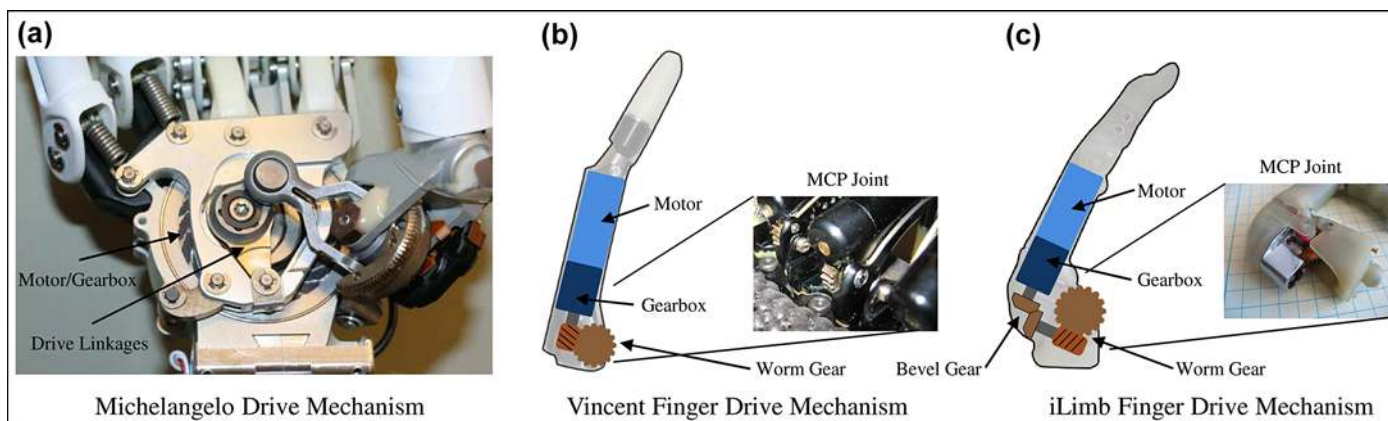 (a)
Motor/Gearbox
Drive Linkages
Michelangelo Drive Mechanism
(b)
MCP Joint
Motor
Gearbox
Worm Gear
Vincent Finger Drive Mechanism
(c)
MCP Joint
Motor
Gearbox
Bevel Gear
Worm Gear
iLimb Finger Drive Mechanism